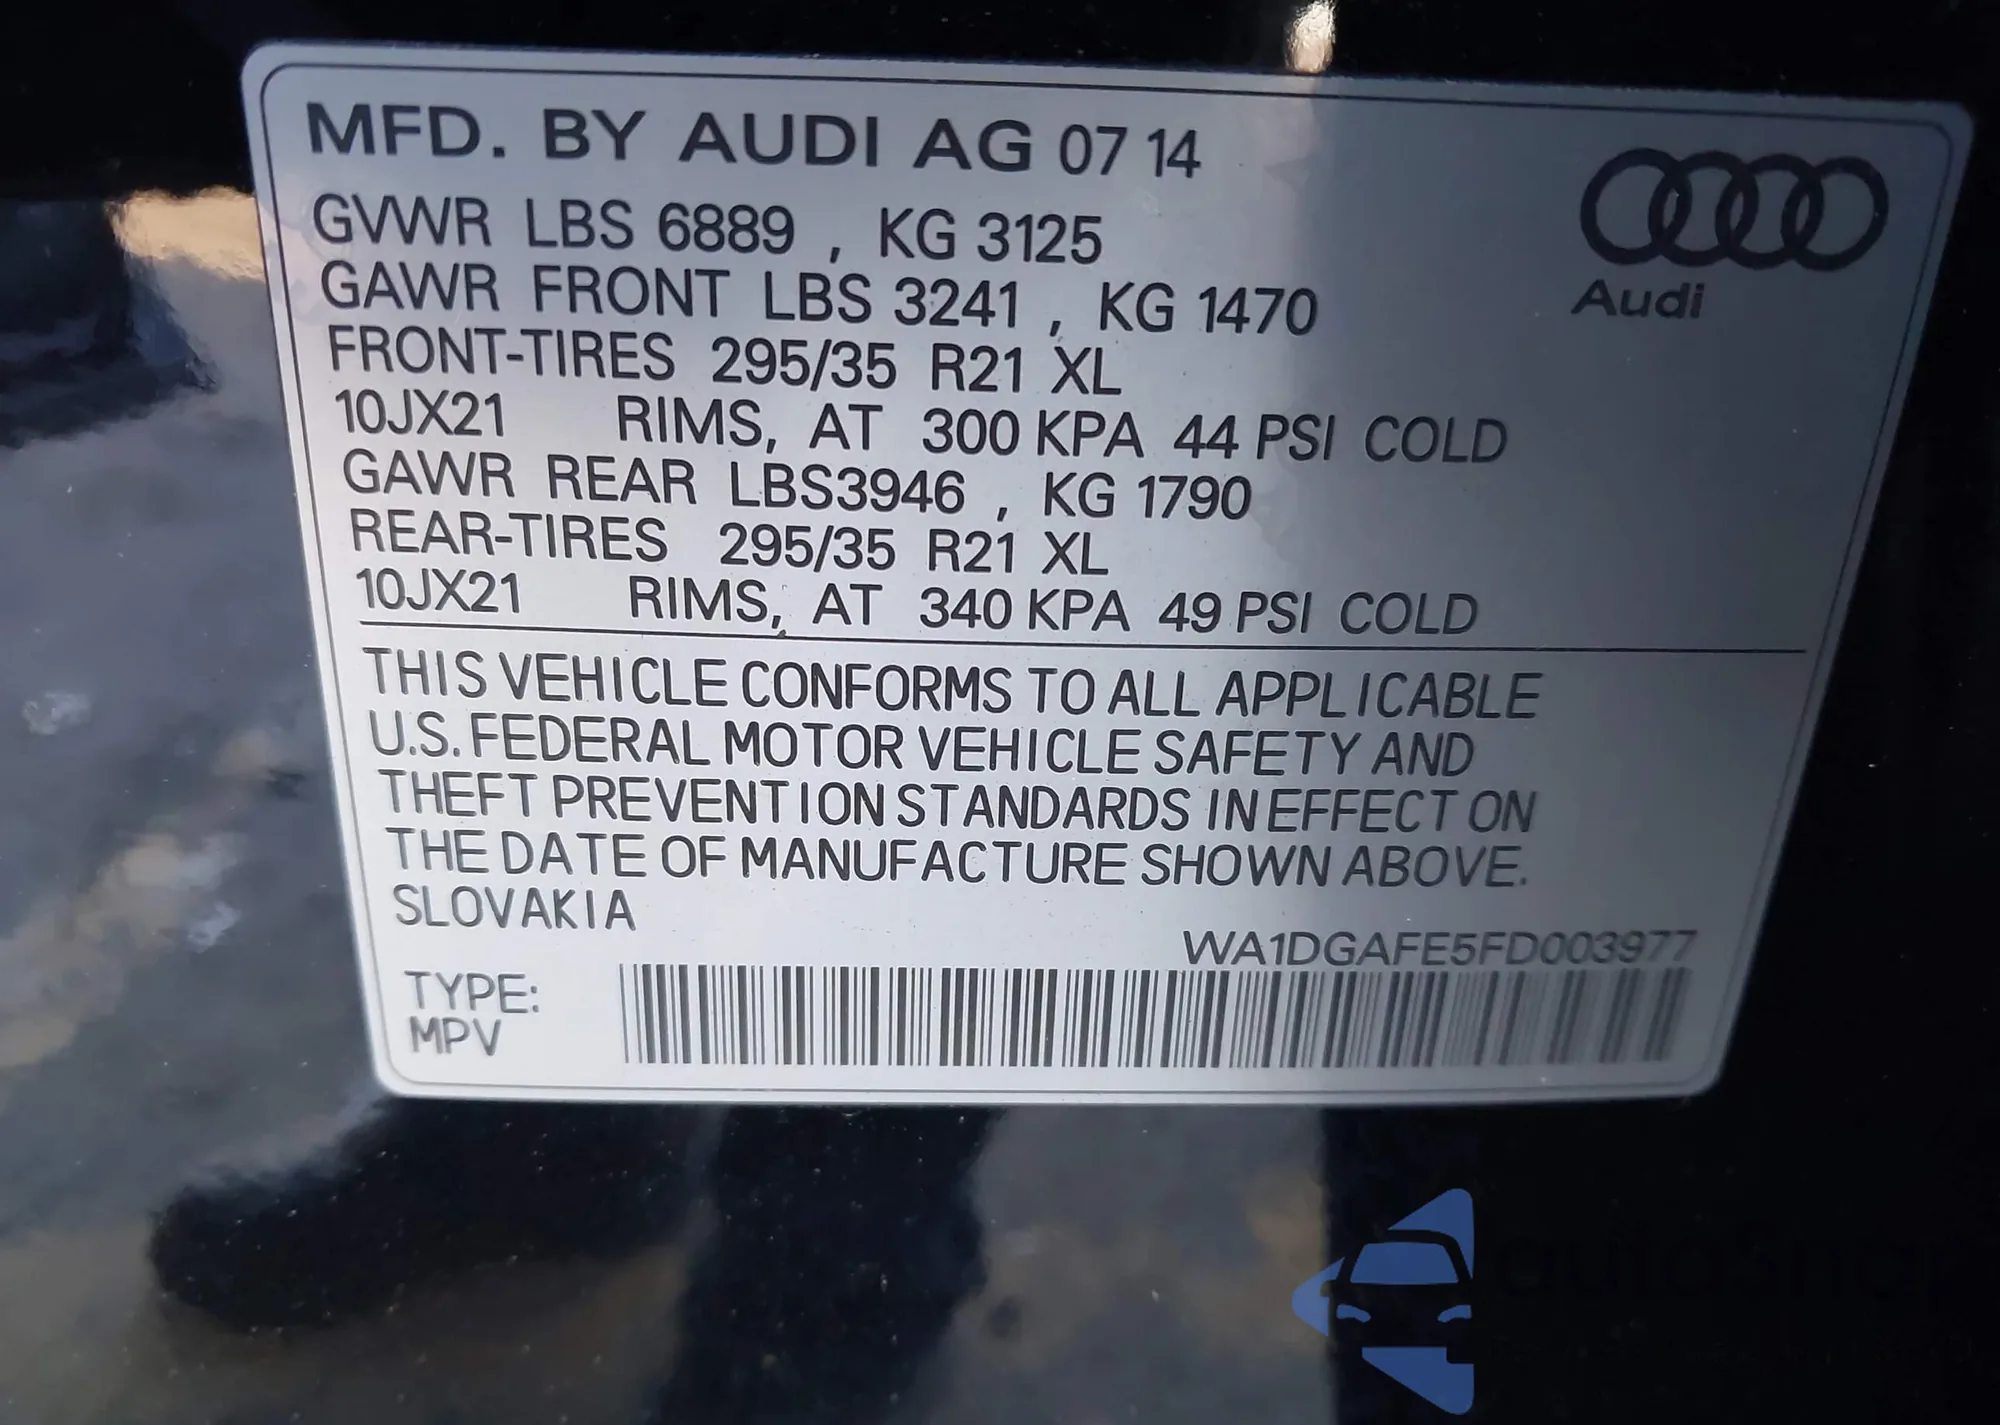 MFD. BY AUDI AG 07 14
GVWR LBS 6889 , KG 3125
GAWR FRONT LBS 3241 , KG 1470
FRONT-TIRES 295/35 R21 XL
10JX21 RIMS, AT 300 KPA 44 PSI COLD
GAWR REAR LBS3946 , KG 1790
REAR-TIRES 295/35 R21 XL
10JX21 RIMS, AT 340 KPA 49 PSI COLD
Audi
THIS VEHICLE CONFORMS TO ALL APPLICABLE
U.S. FEDERAL MOTOR VEHICLE SAFETY AND
THEFT PREVENTION STANDARDS IN EFFECT ON
THE DATE OF MANUFACTURE SHOWN ABOVE.
SLOVAKIA
WA1DGAFE5FD003977
TYPE:
MPV